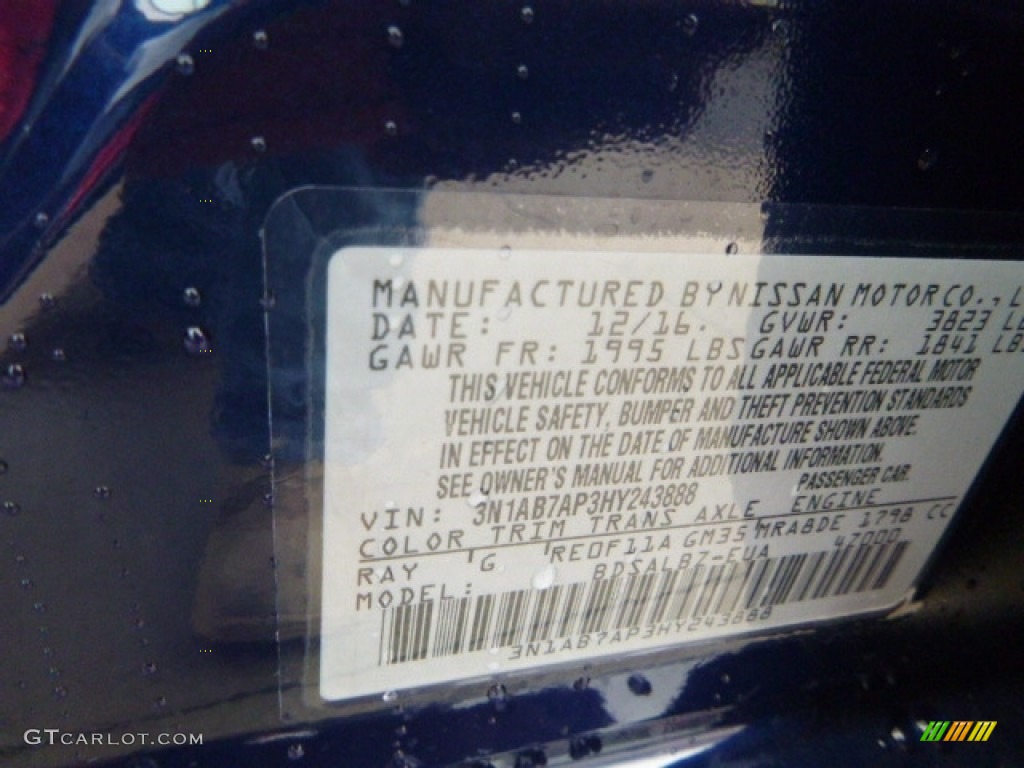 MANUFACTURED BY NISSAN MOTOR CO., L
DATE: 12/16. GVWR: 3823 LB
GAWR FR: 1995 LBS GAWR RR: 1841 LBS
THIS VEHICLE CONFORMS TO ALL APPLICABLE FEDERAL MOTOR
VEHICLE SAFETY, BUMPER AND THEFT PREVENTION STANDARDS
IN EFFECT ON THE DATE OF MANUFACTURE SHOWN ABOVE.
SEE OWNER'S MANUAL FOR ADDITIONAL INFORMATION.
VIN: 3N1AB7AP3HY243888 PASSENGER CAR.
COLOR TRIM TRANS AXLE ENGINE
RAY 'G 'RE0F11A GM35 MRA8DE 1798 CC
MODEL: BDSALB7-EUA 47000
3N1AB7AP3HY243888
GTCARLOT.COM